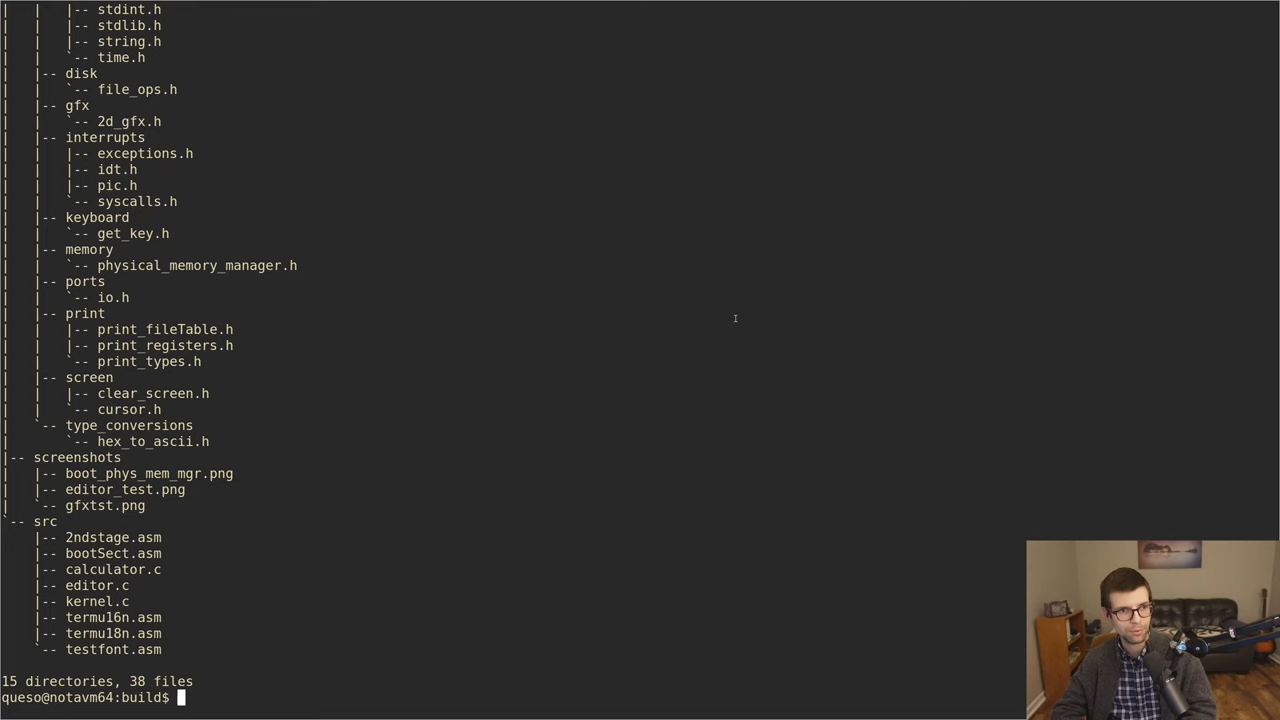 |   |   |-- stdint.h
|   |   |-- stdlib.h
|   |   |-- string.h
|   |   `-- time.h
|   |-- disk
|   |   `-- file_ops.h
|   |-- gfx
|   |   `-- 2d_gfx.h
|   |-- interrupts
|   |   |-- exceptions.h
|   |   |-- idt.h
|   |   |-- pic.h
|   |   `-- syscalls.h
|   |-- keyboard
|   |   `-- get_key.h
|   |-- memory
|   |   `-- physical_memory_manager.h
|   |-- ports
|   |   `-- io.h
|   |-- print
|   |   |-- print_fileTable.h
|   |   |-- print_registers.h
|   |   `-- print_types.h
|   |-- screen
|   |   |-- clear_screen.h
|   |   `-- cursor.h
|   `-- type_conversions
|       `-- hex_to_ascii.h
|-- screenshots
|   |-- boot_phys_mem_mgr.png
|   |-- editor_test.png
|   `-- gfxtst.png
`-- src
    |-- 2ndstage.asm
    |-- bootSect.asm
    |-- calculator.c
    |-- editor.c
    |-- kernel.c
    |-- termu16n.asm
    |-- termu18n.asm
    `-- testfont.asm

15 directories, 38 files
queso@notavm64:build$